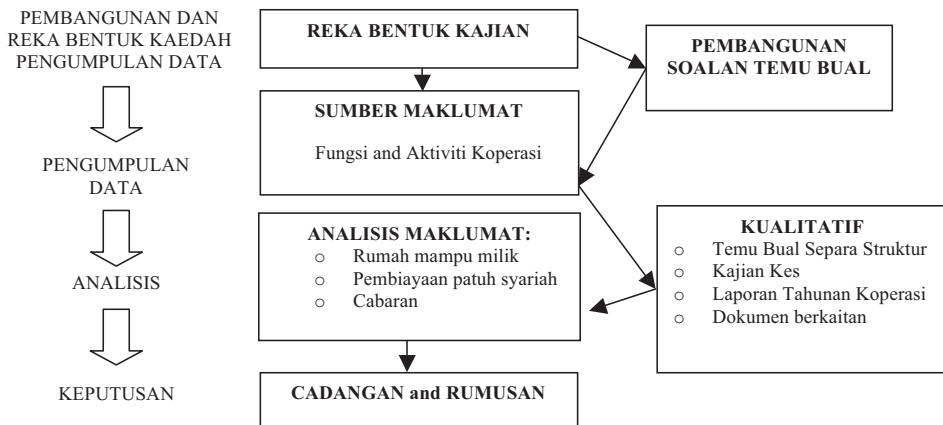 PEMBANGUNAN DAN
REKA BENTUK KAEDAH
PENGUMPULAN DATA
PENGUMPULAN
DATA
ANALISIS
KEPUTUSAN
REKA BENTUK KAJIAN
PEMBANGUNAN
SOALAN TEMU BUAL
SUMBER MAKLUMAT
Fungsi and Aktiviti Koperasi
KUALITATIF
o Temu Bual Separa Struktur
o Kajian Kes
o Laporan Tahunan Koperasi
o Dokumen berkaitan
ANALISIS MAKLUMAT:
o Rumah mampu milik
o Pembiayaan patuh syariah
o Cabaran
CADANGAN and RUMUSAN